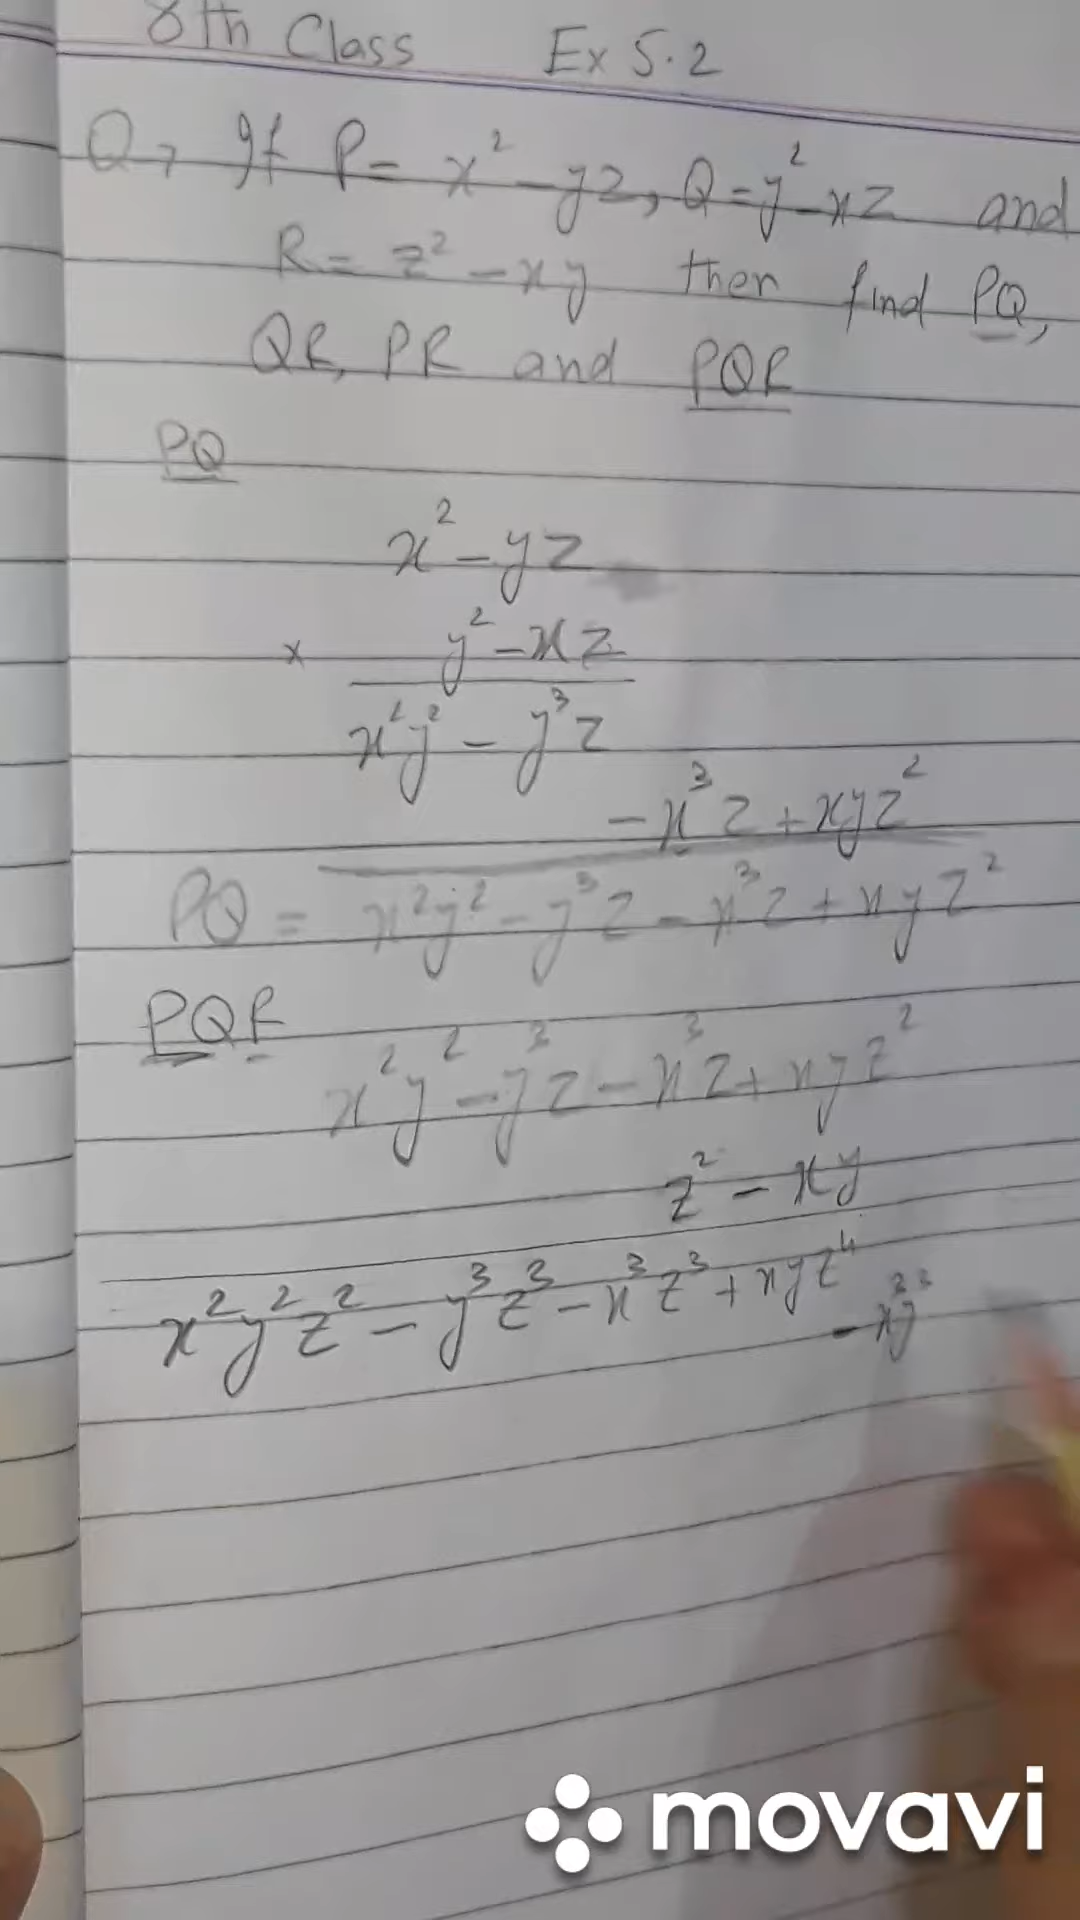 8th Class Ex 5.2
Q, If P = x² - yz, Q = y² - xz and
R = z² - xy then find PQ,
QR, PR and PQR
PQ
x² - yz
× y² - xz
x²y² - y³z
- x³z + xyz²
PQ = x²y² - y³z - x³z + xyz²
PQR
x²y² - y³z - x³z + xyz²
z² - xy
x²y²z² - y³z³ - x³z³ + xyz⁴
- x³y³
movavi